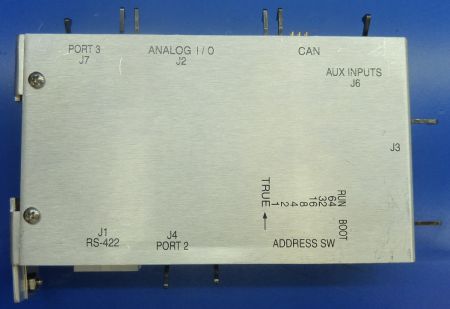 PORT 3
J7
ANALOG I/O
J2
CAN
AUX INPUTS
J6
J3
TRUE
1
2
4
8
16
32
64
RUN BOOT
ADDRESS SW
J1
RS-422
J4
PORT 2